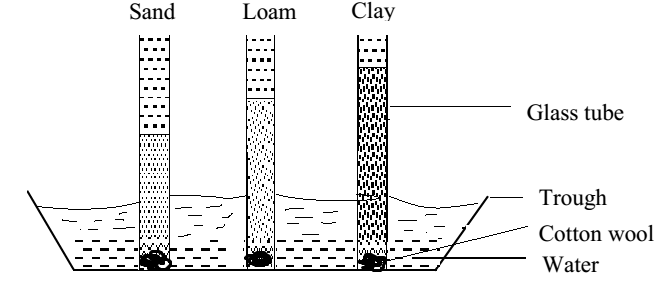 Sand Loam Clay
Glass tube
Trough
Cotton wool
Water